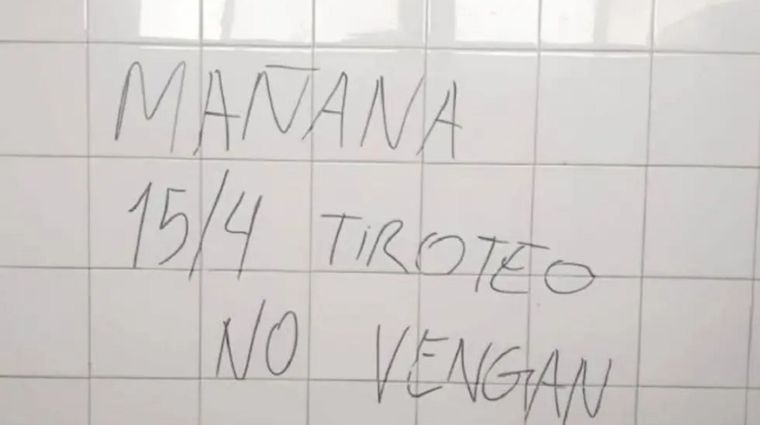 MAÑANA
15/4 TIROTEO
NO VENGAN